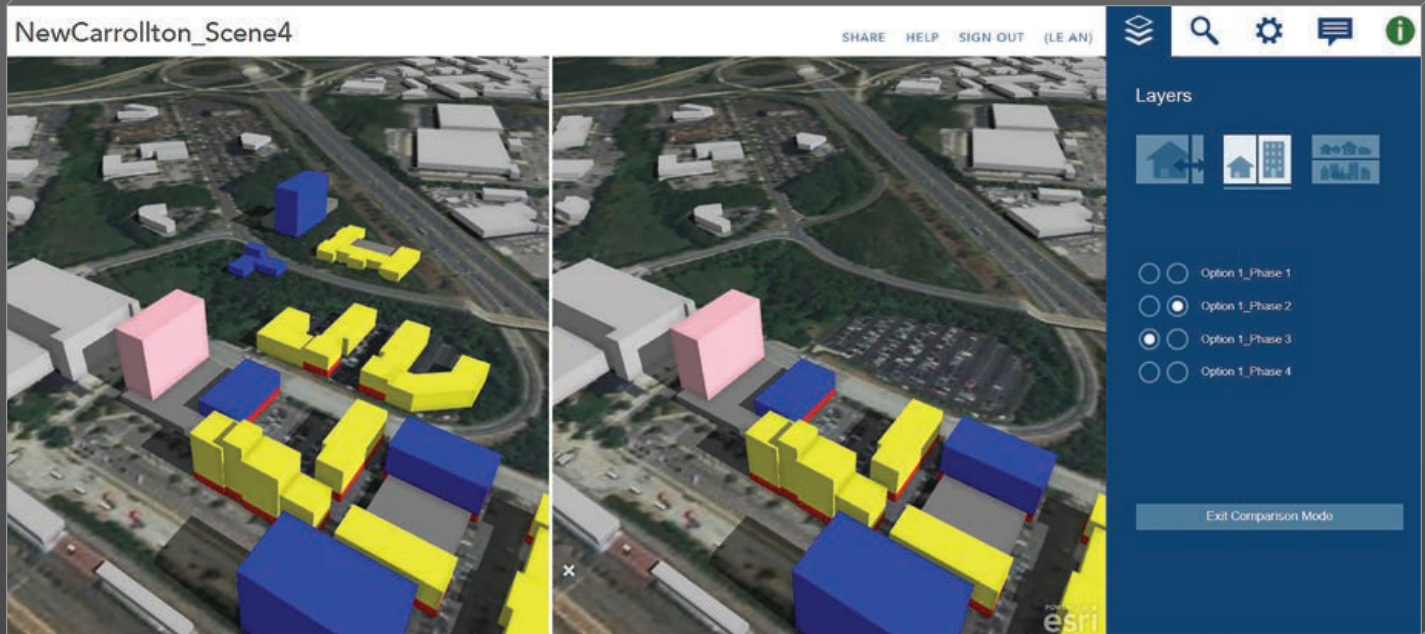 NewCarrollton_Scene4
SHARE HELP SIGN OUT (LE AN)
Layers
Option 1_Phase 1
Option 1_Phase 2
Option 1_Phase 3
Option 1_Phase 4
Exit Comparison Mode
esri